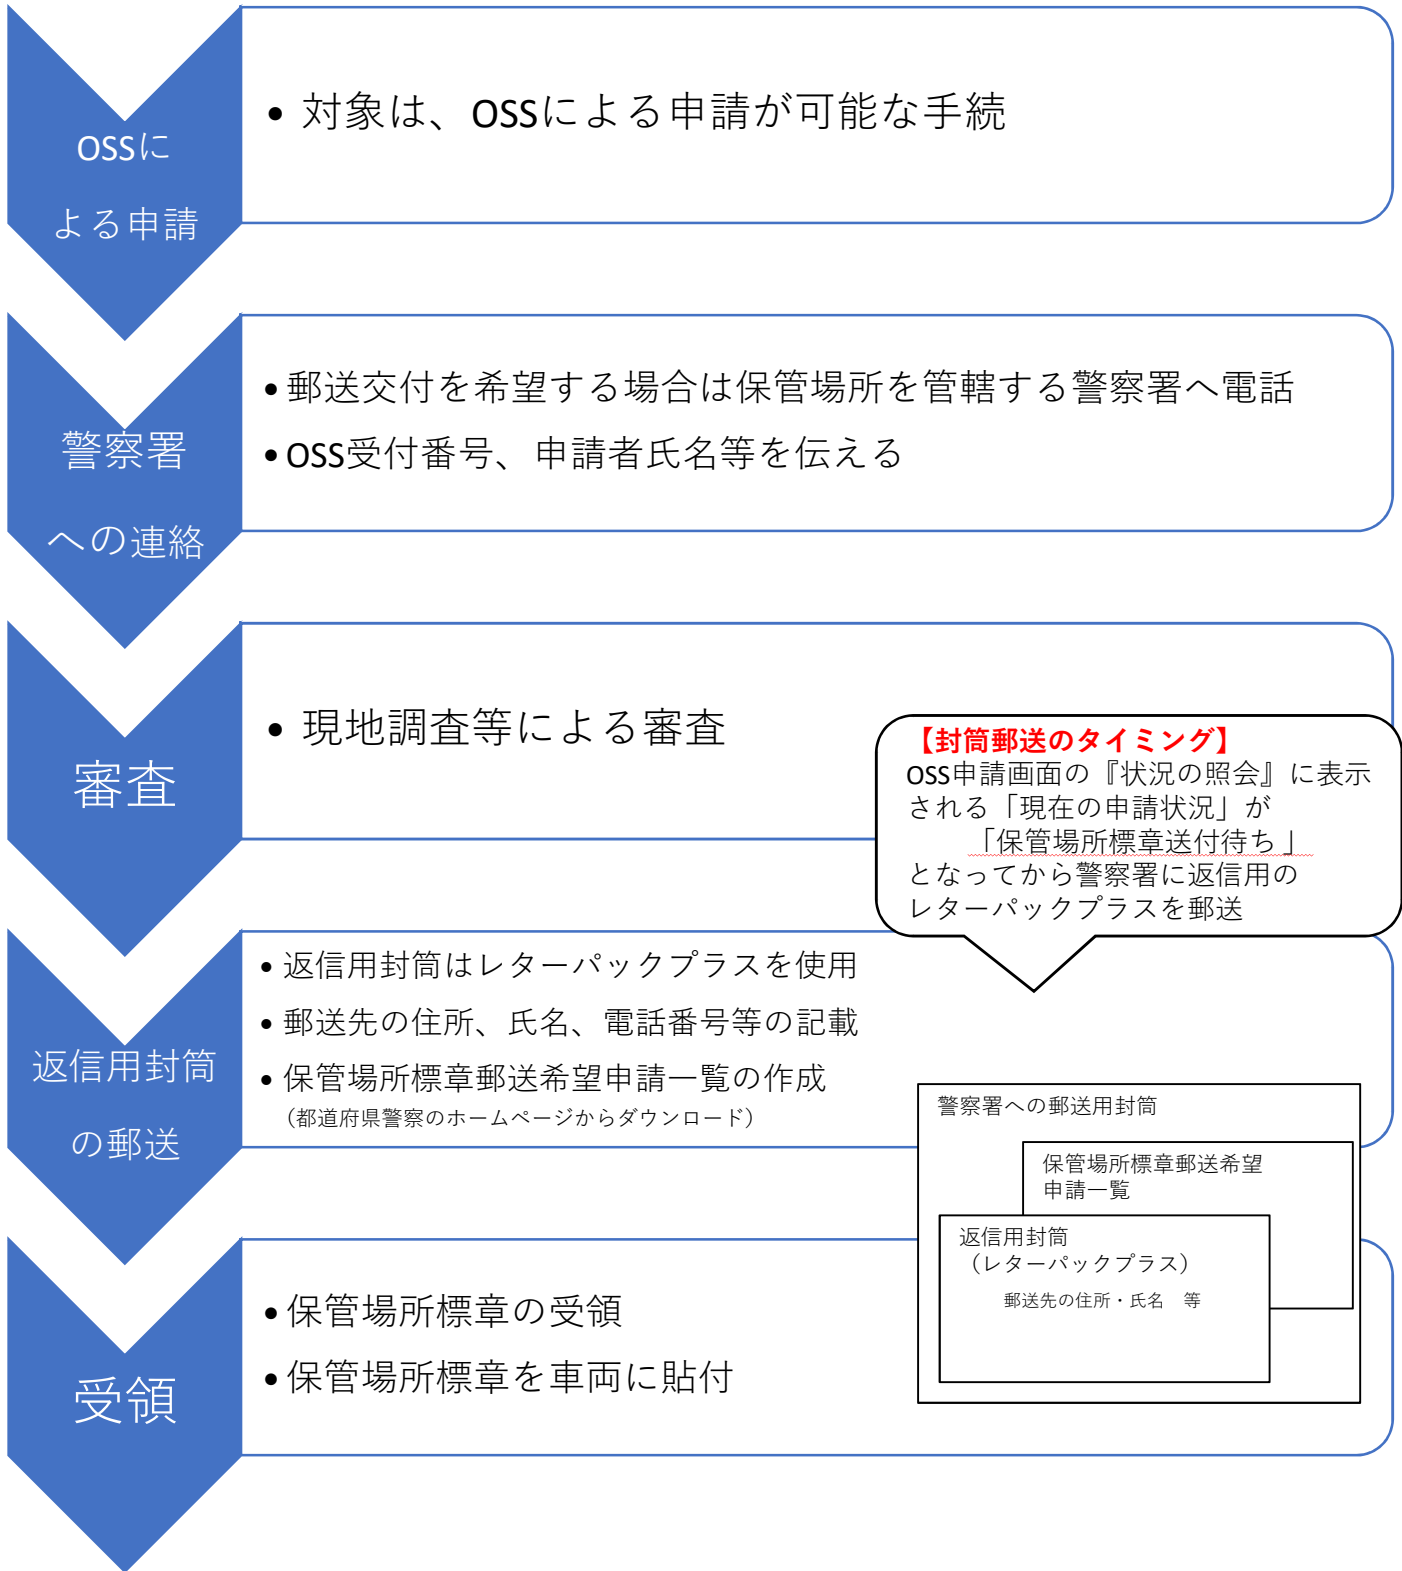 OSSに
よる申請
• 対象は、OSSによる申請が可能な手続
警察署
への連絡
•郵送交付を希望する場合は保管場所を管轄する警察署へ電話
•OSS受付番号、申請者氏名等を伝える
審査
• 現地調査等による審査
【封筒郵送のタイミング】
OSS申請画面の『状況の照会』に表示
される「現在の申請状況」が
「保管場所標章送付待ち」
となってから警察署に返信用の
レターパックプラスを郵送
返信用封筒
の郵送
• 返信用封筒はレターパックプラスを使用
• 郵送先の住所、氏名、電話番号等の記載
• 保管場所標章郵送希望申請一覧の作成
（都道府県警察のホームページからダウンロード）
警察署への郵送用封筒
保管場所標章郵送希望
申請一覧
返信用封筒
（レターパックプラス）
郵送先の住所・氏名　等
受領
•保管場所標章の受領
•保管場所標章を車両に貼付